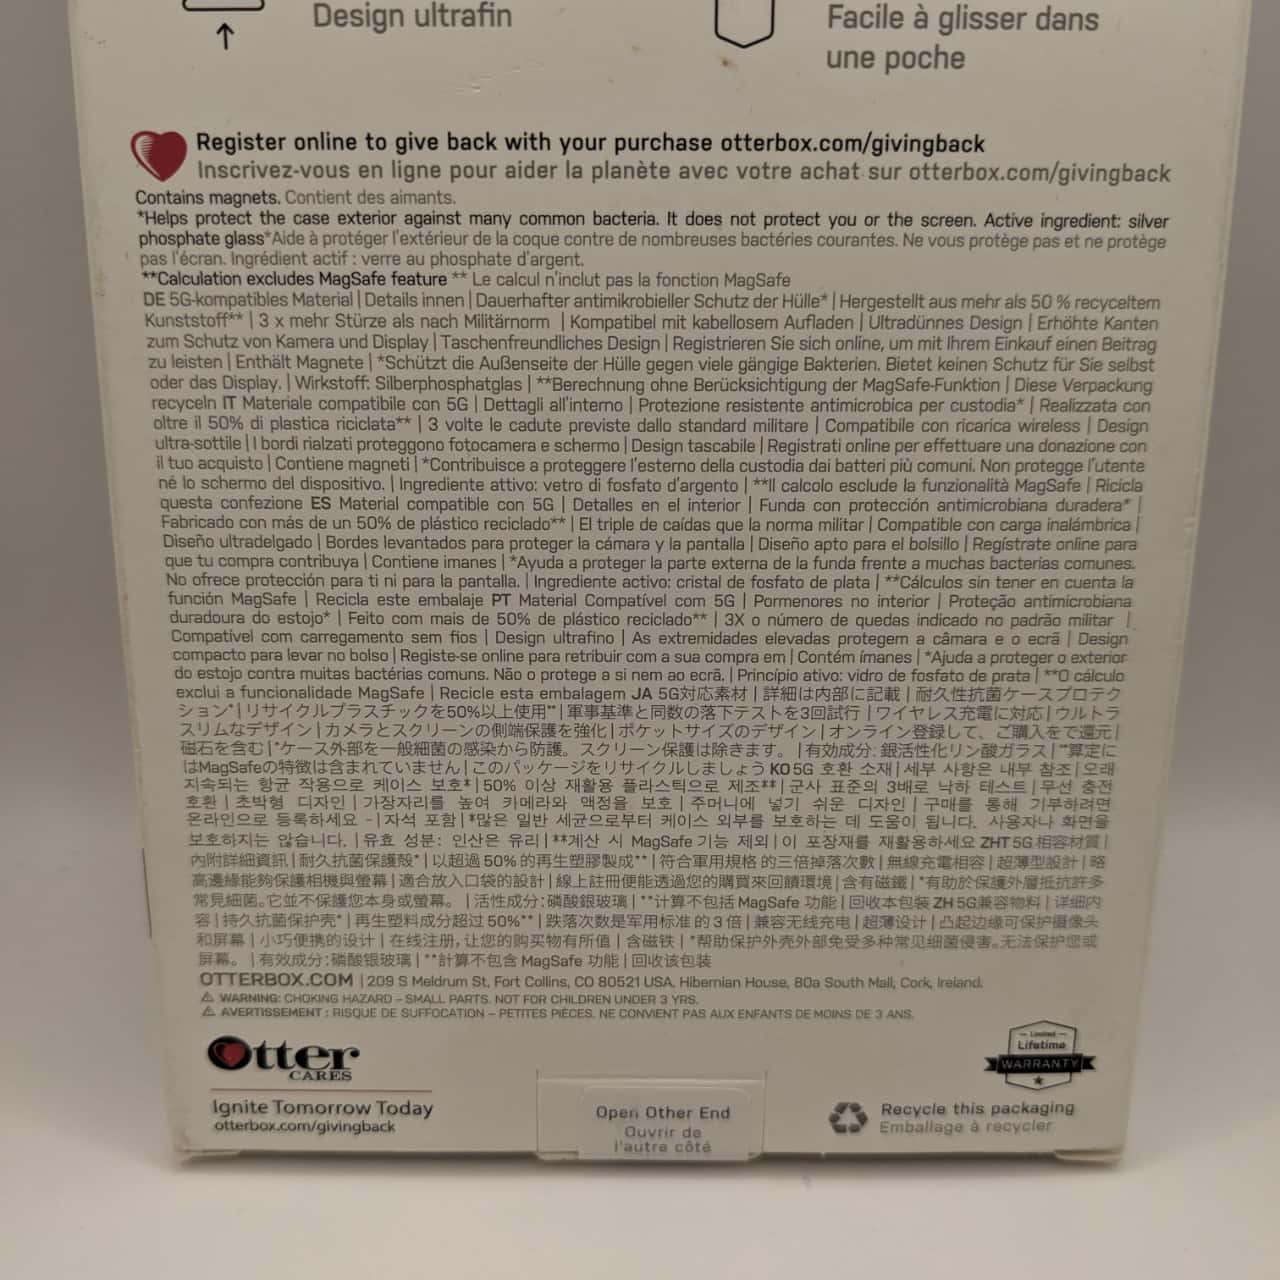 Design ultrafin
Facile à glisser dans
une poche
Register online to give back with your purchase otterbox.com/givingback
Inscrivez-vous en ligne pour aider la planète avec votre achat sur otterbox.com/givingback
Contains magnets. Contient des aimants.
*Helps protect the case exterior against many common bacteria. It does not protect you or the screen. Active ingredient: silver
phosphate glass*Aide à protéger l'extérieur de la coque contre de nombreuses bactéries courantes. Ne vous protège pas et ne protège
pas l'écran. Ingrédient actif : verre au phosphate d'argent.
**Calculation excludes MagSafe feature ** Le calcul n'inclut pas la fonction MagSafe
DE 5G-kompatibles Material | Details innen | Dauerhafter antimikrobieller Schutz der Hülle* | Hergestellt aus mehr als 50 % recyceltem
Kunststoff** | 3 x mehr Stürze als nach Militärnorm | Kompatibel mit kabellosem Aufladen | Ultradünnes Design | Erhöhte Kanten
zum Schutz von Kamera und Display | Taschenfreundliches Design | Registrieren Sie sich online, um mit Ihrem Einkauf einen Beitrag
zu leisten | Enthält Magnete | *Schützt die Außenseite der Hülle gegen viele gängige Bakterien. Bietet keinen Schutz für Sie selbst
oder das Display. | Wirkstoff: Silberphosphatglas | **Berechnung ohne Berücksichtigung der MagSafe-Funktion | Diese Verpackung
recyceln IT Materiale compatibile con 5G | Dettagli all'interno | Protezione resistente antimicrobica per custodia* | Realizzata con
oltre il 50% di plastica riciclata** | 3 volte le cadute previste dallo standard militare | Compatibile con ricarica wireless | Design
ultra-sottile | I bordi rialzati proteggono fotocamera e schermo | Design tascabile | Registrati online per effettuare una donazione con
il tuo acquisto | Contiene magneti | *Contribuisce a proteggere l'esterno della custodia dai batteri più comuni. Non protegge l'utente
né lo schermo del dispositivo. | Ingrediente attivo: vetro di fosfato d'argento | **Il calcolo esclude la funzionalità MagSafe | Ricicla
questa confezione ES Material compatible con 5G | Detalles en el interior | Funda con protección antimicrobiana duradera* |
Fabricado con más de un 50% de plástico reciclado** | El triple de caídas que la norma militar | Compatible con carga inalámbrica |
Diseño ultradelgado | Bordes levantados para proteger la cámara y la pantalla | Diseño apto para el bolsillo | Regístrate online para
que tu compra contribuya | Contiene imanes | *Ayuda a proteger la parte externa de la funda frente a muchas bacterias comunes.
No ofrece protección para ti ni para la pantalla. | Ingrediente activo: cristal de fosfato de plata | **Cálculos sin tener en cuenta la
función MagSafe | Recicla este embalaje PT Material Compatível com 5G | Pormenores no interior | Proteção antimicrobiana
duradoura do estojo* | Feito com mais de 50% de plástico reciclado** | 3X o número de quedas indicado no padrão militar |
Compatível com carregamento sem fios | Design ultrafino | As extremidades elevadas protegem a câmara e o ecrã | Design
compacto para levar no bolso | Registe-se online para retribuir com a sua compra em | Contém ímanes | *Ajuda a proteger o exterior
do estojo contra muitas bactérias comuns. Não o protege a si nem ao ecrã. | Princípio ativo: vidro de fosfato de prata | **O cálculo
exclui a funcionalidade MagSafe | Recicle esta embalagem JA 5G対応素材 | 詳細は内部に記載 | 耐久性抗菌ケースプロテク
ション* | リサイクルプラスチックを50%以上使用** | 軍事基準と同数の落下テストを3回試行 | ワイヤレス充電に対応 | ウルトラ
スリムなデザイン | カメラとスクリーンの側端保護を強化 | ポケットサイズのデザイン | オンライン登録して、ご購入をで還元 |
磁石を含む | *ケース外部を一般細菌の感染から防護。スクリーン保護は除きます。 | 有効成分: 銀活性化リン酸ガラス | **算定に
はMagSafeの特徴は含まれていません | このパッケージをリサイクルしましょう KO 5G 호환 소재 | 세부 사항은 내부 참조 | 오래
지속되는 항균 작용으로 케이스 보호* | 50% 이상 재활용 플라스틱으로 제조** | 군사 표준의 3배로 낙하 테스트 | 무선 충전
호환 | 초박형 디자인 | 가장자리를 높여 카메라와 액정을 보호 | 주머니에 넣기 쉬운 디자인 | 구매를 통해 기부하려면
온라인으로 등록하세요 - | 자석 포함 | *많은 일반 세균으로부터 케이스 외부를 보호하는 데 도움이 됩니다. 사용자나 화면을
보호하지는 않습니다. | 유효 성분: 인산은 유리 | **계산 시 MagSafe 기능 제외 | 이 포장재를 재활용하세요 ZHT 5G 相容材質 |
內附詳細資訊 | 耐久抗菌保護殼* | 以超過 50% 的再生塑膠製成** | 符合軍用規格 的三倍掉落次數 | 無線充電相容 | 超薄型設計 | 略
高邊緣能夠保護相機與螢幕 | 適合放入口袋的設計 | 線上註冊便能透過您的購買來回饋環境 | 含有磁鐵 | *有助於保護外層抵抗許多
常見細菌。它並不保護您本身或螢幕。 | 活性成分: 磷酸銀玻璃 | **計算不包括 MagSafe 功能 | 回收本包裝 ZH 5G兼容物料 | 详细内
容 | 持久抗菌保护壳* | 再生塑料成分超过 50%** | 跌落次数是军用标准 的 3 倍 | 兼容无线充电 | 超薄设计 | 凸起边缘可保护摄像头
和屏幕 | 小巧便携的设计 | 在线注册，让您的购买物有所值 | 含磁铁 | *帮助保护外壳外部免受多种常见细菌侵害。无法保护您或
屏幕。 | 有效成分: 磷酸银玻璃 | **計算不包含 MagSafe 功能 | 回收该包装
OTTERBOX.COM | 209 S Meldrum St, Fort Collins, CO 80521 USA, Hibernian House, 80a South Mall, Cork, Ireland.
⚠ WARNING: CHOKING HAZARD – SMALL PARTS. NOT FOR CHILDREN UNDER 3 YRS.
⚠ AVERTISSEMENT : RISQUE DE SUFFOCATION – PETITES PIÈCES. NE CONVIENT PAS AUX ENFANTS DE MOINS DE 3 ANS.
Otter
CARES
Ignite Tomorrow Today
otterbox.com/givingback
Open Other End
Ouvrir de
l'autre côté
Limited
Lifetime
WARRANTY
Recycle this packaging
Emballage à recycler